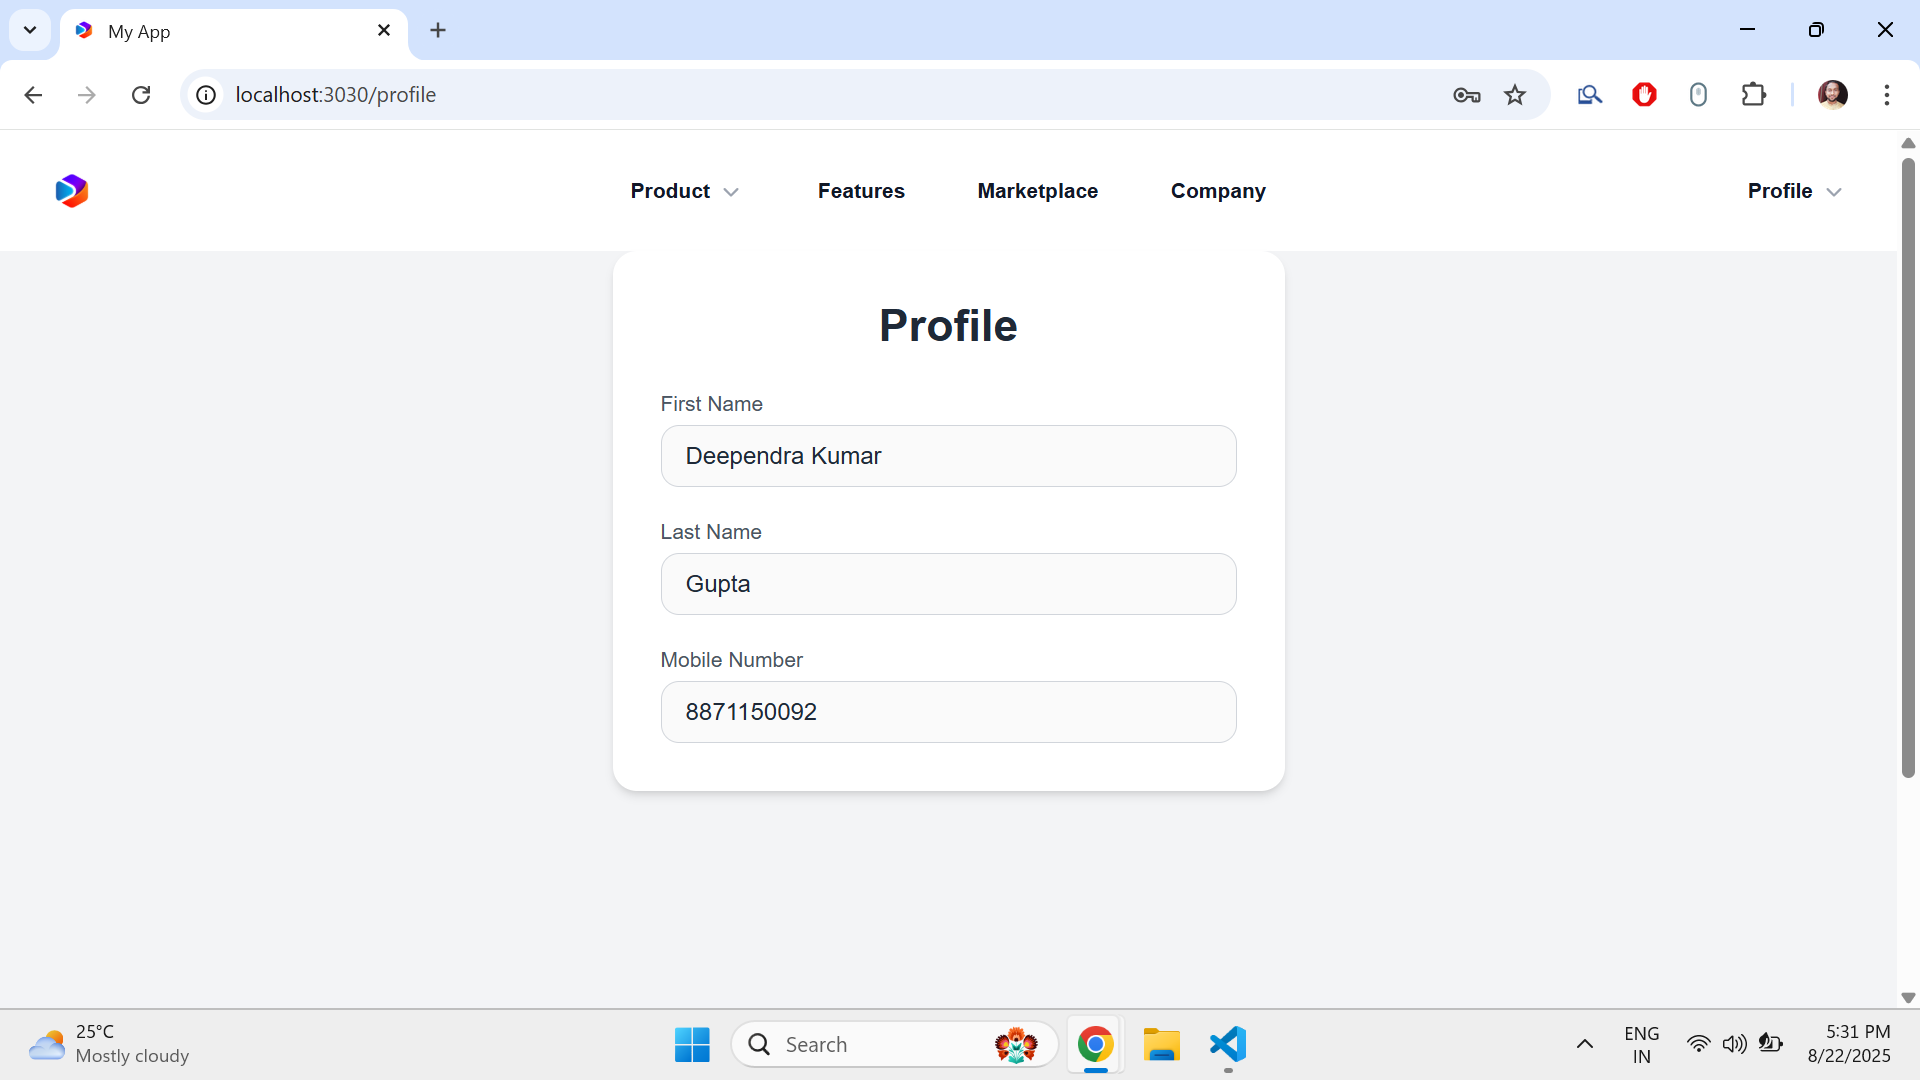 My App
localhost:3030/profile
Product Features Marketplace Company Profile
Profile
First Name
Deependra Kumar
Last Name
Gupta
Mobile Number
8871150092
25°C
Mostly cloudy
Search
ENG
IN
5:31 PM
8/22/2025